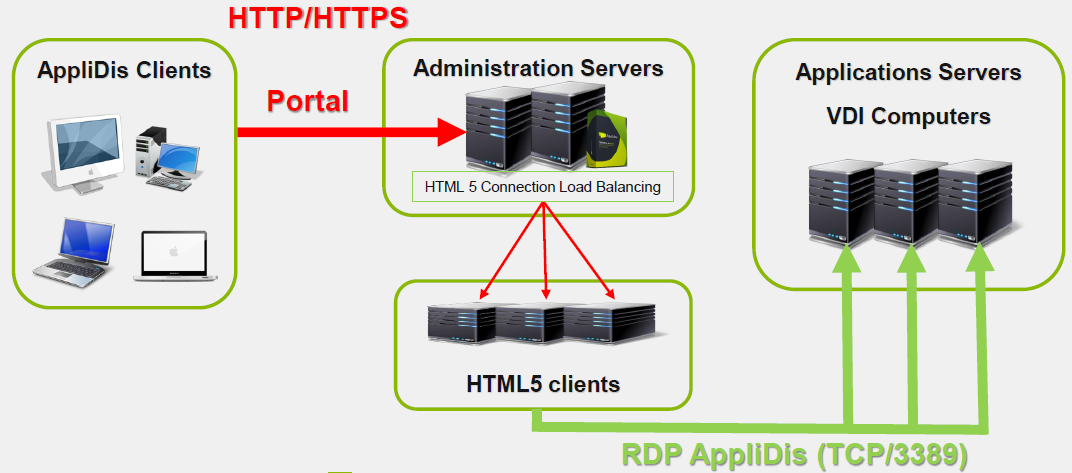 HTTP/HTTPS
AppliDis Clients
Portal
Administration Servers
HTML 5 Connection Load Balancing
HTML5 clients
Applications Servers
VDI Computers
RDP AppliDis (TCP/3389)